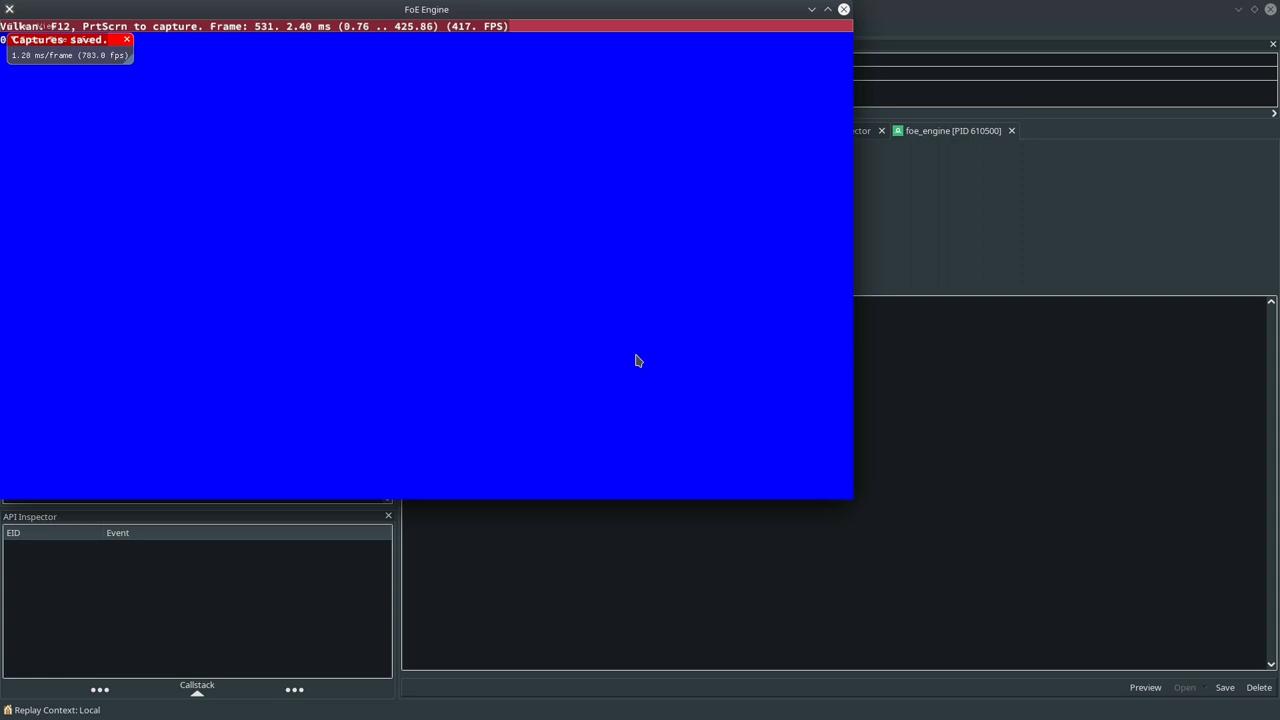 FoE Engine
Vulkan. F12, PrtScrn to capture. Frame: 531. 2.40 ms (0.76 .. 425.86) (417. FPS)
0 Captures saved.
1.28 ms/frame (783.0 fps)
ector
foe_engine [PID 610500]
API Inspector
EID Event
Callstack
Preview Open Save Delete
Replay Context: Local